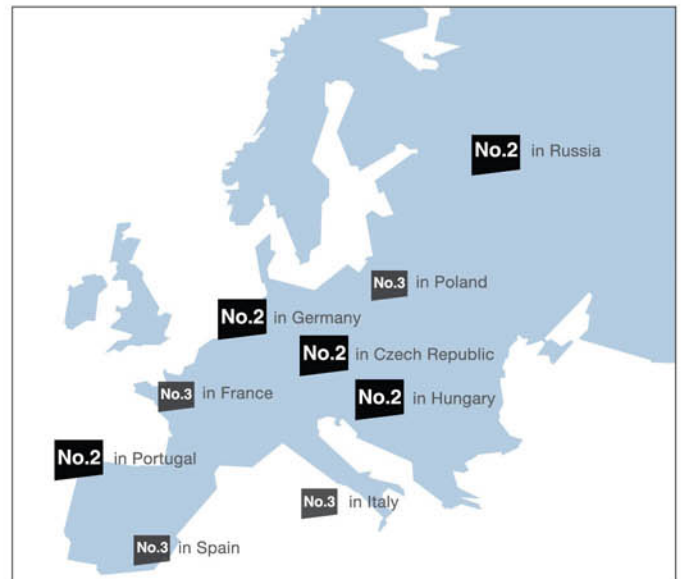 No.2 in Russia
No.3 in Poland
No.2 in Germany
No.2 in Czech Republic
No.3 in France
No.2 in Hungary
No.2 in Portugal
No.3 in Italy
No.3 in Spain